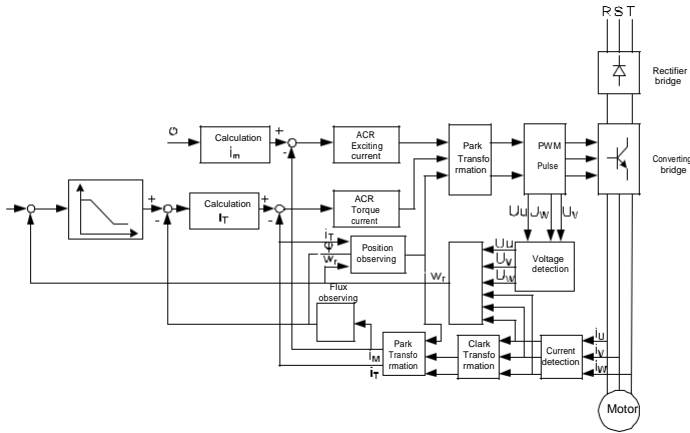 R S T
Rectifier
bridge
Calculation
im
+
-
ACR
Exciting
current
Park
Transfo
rmation
PWM
Pulse
Converting
bridge
+
-
Calculation
IT
+
-
ACR
Torque
current
Uu Uw Uv
iT
φ
wr
Position
observing
wr
Uu
Uv
Uw
Voltage
detection
Flux
observing
iM
iT
Park
Transfo
rmation
Clark
Transfo
rmation
Current
detection
iU
iV
iW
Motor